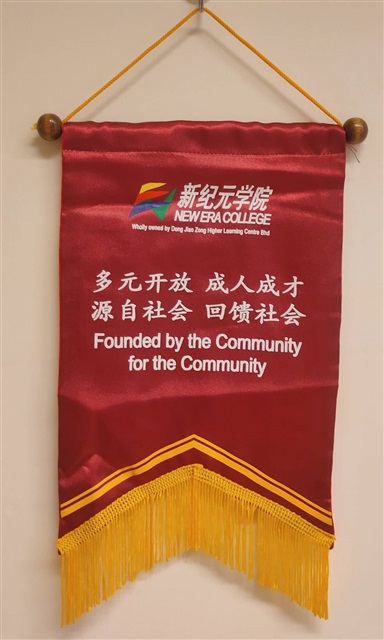 新纪元学院
NEW ERA COLLEGE
Wholly owned by Dong Jiao Zong Higher Learning Centre Bhd
多元开放 成人成才
源自社会 回馈社会
Founded by the Community
for the Community